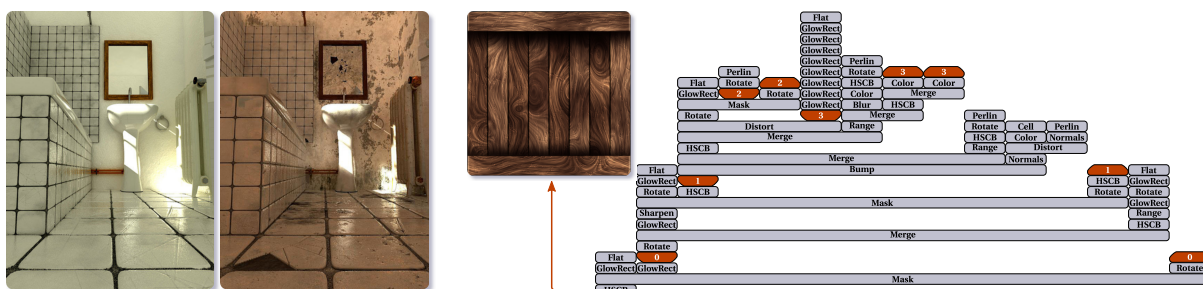 Flat
GlowRect
GlowRect
GlowRect
GlowRect Perlin
Perlin GlowRect Rotate 3 3
Flat Rotate 2 GlowRect HSCB Color Color
GlowRect 2 Rotate GlowRect Color Merge
Mask GlowRect Blur HSCB
Rotate 3 Merge Perlin
Distort Range Rotate Cell Perlin
Merge HSCB Color Normals
HSCB Range Distort
Merge Normals
Flat Bump 1 Flat
GlowRect 1 HSCB GlowRect
Rotate HSCB Rotate Rotate
Mask GlowRect
Sharpen Range
GlowRect HSCB
Merge
Rotate
Flat 0 0
GlowRect GlowRect Rotate
Mask